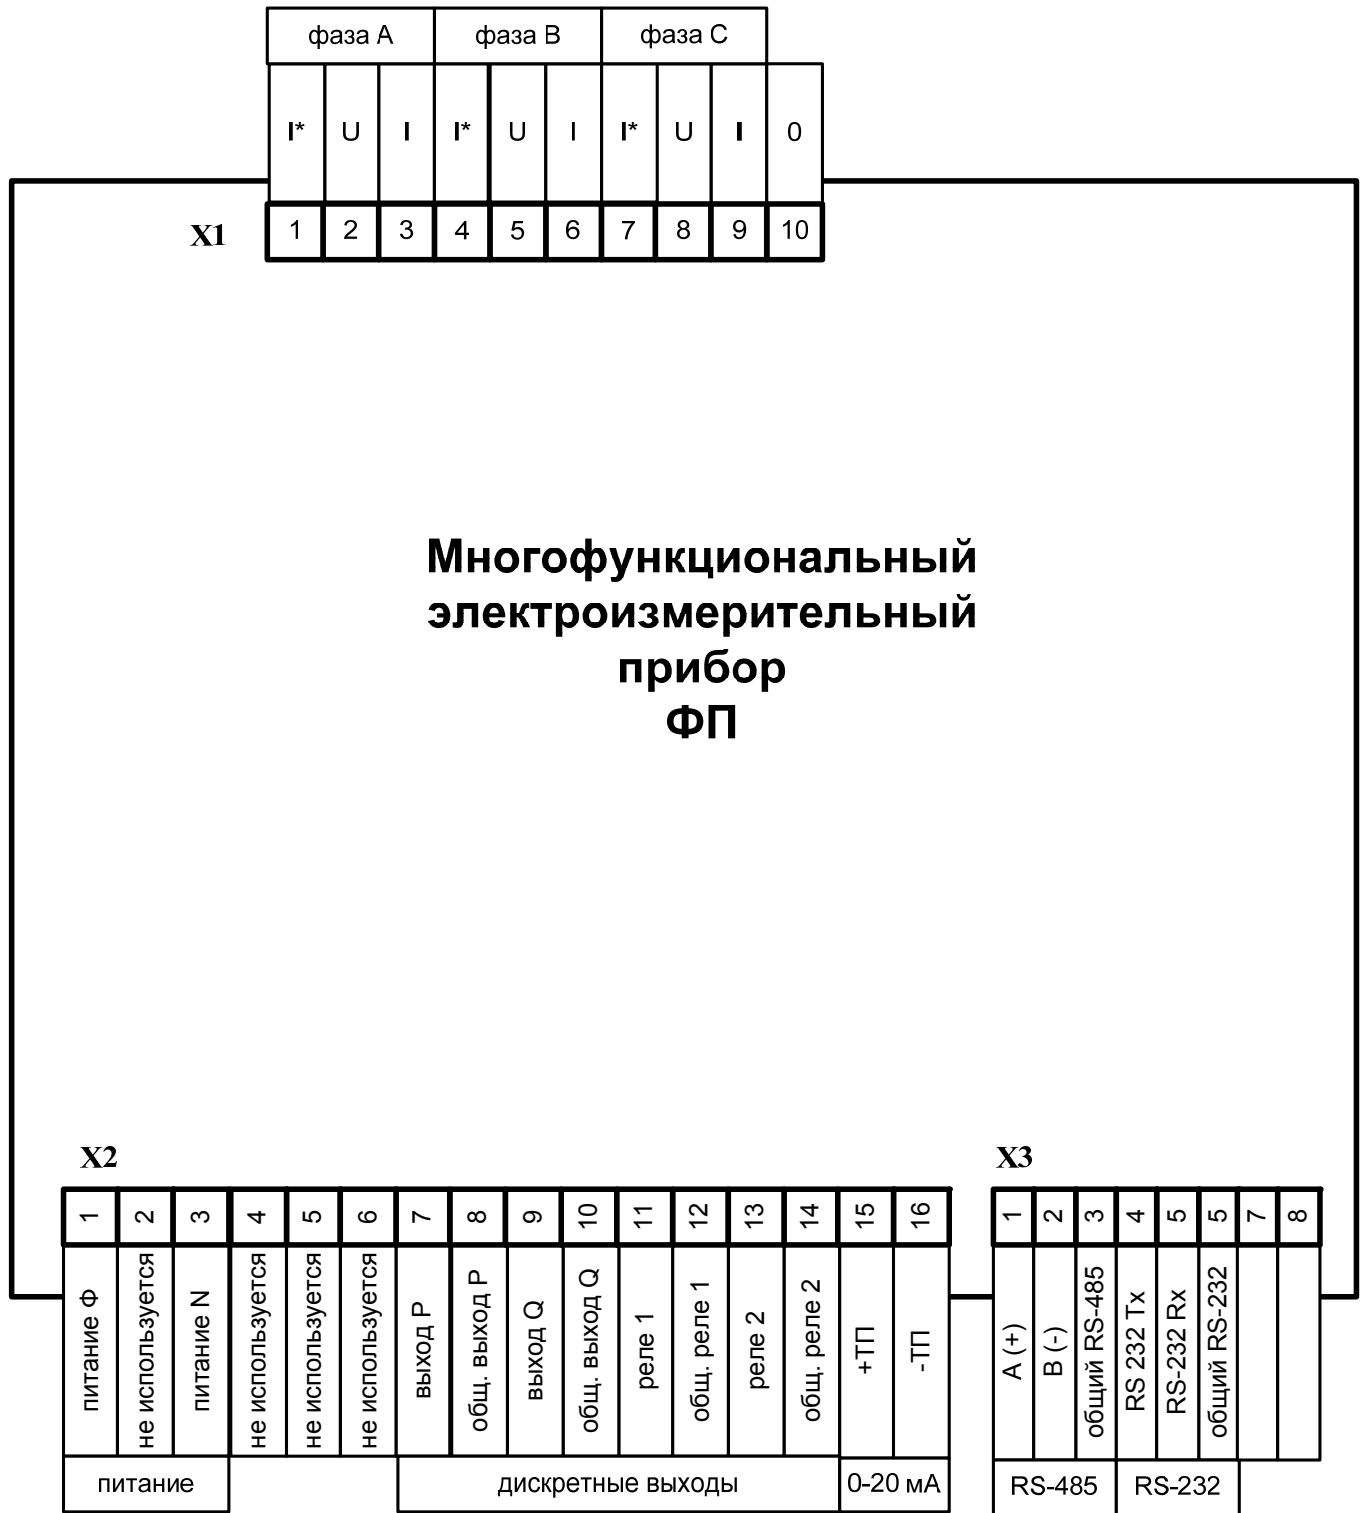 фаза А фаза В фаза С
I* U I I* U I I* U I 0
X1 1 2 3 4 5 6 7 8 9 10
Многофункциональный
электроизмерительный
прибор
ФП
X2 X3
1 2 3 4 5 6 7 8 9 10 11 12 13 14 15 16 1 2 3 4 5 5 7 8
питание Ф
не используется
питание N
не используется
не используется
не используется
выход P
общ. выход P
выход Q
общ. выход Q
реле 1
общ. реле 1
реле 2
общ. реле 2
+ТП
-ТП
A (+)
B (-)
общий RS-485
RS 232 Tx
RS-232 Rx
общий RS-232
питание дискретные выходы 0-20 мА RS-485 RS-232